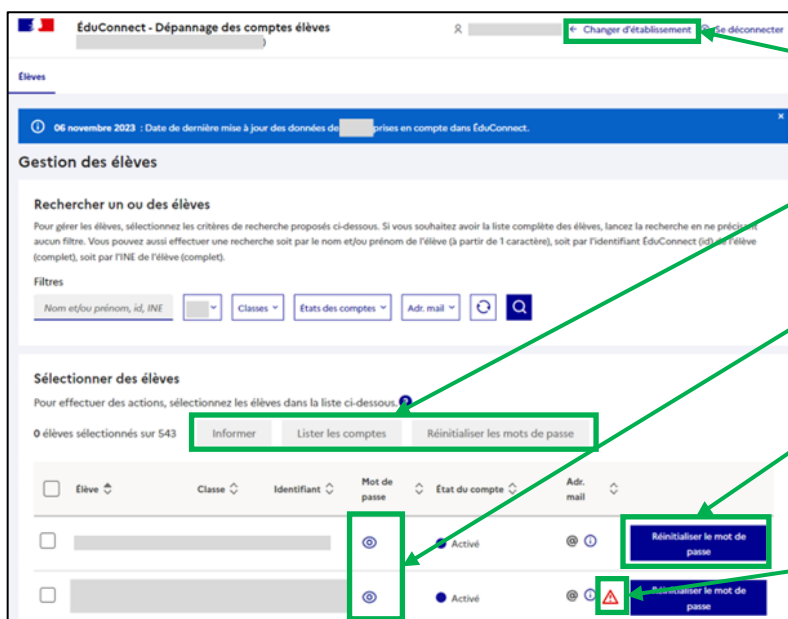 ÉduConnect - Dépannage des comptes élèves
)
← Changer d'établissement
Se déconnecter
Élèves
06 novembre 2023 : Date de dernière mise à jour des données de prises en compte dans ÉduConnect.
×
Gestion des élèves
Rechercher un ou des élèves
Pour gérer les élèves, sélectionnez les critères de recherche proposés ci-dessous. Si vous souhaitez avoir la liste complète des élèves, lancez la recherche en ne précisant
aucun filtre. Vous pouvez aussi effectuer une recherche soit par le nom et/ou prénom de l'élève (à partir de 1 caractère), soit par l'identifiant ÉduConnect (id) de l'élève
(complet), soit par l'INE de l'élève (complet).
Filtres
Nom et/ou prénom, id, INE
Classes
États des comptes
Adr. mail
Sélectionner des élèves
Pour effectuer des actions, sélectionnez les élèves dans la liste ci-dessous. ?
0 élèves sélectionnés sur 543
Informer
Lister les comptes
Réinitialiser les mots de passe
Élève
Classe
Identifiant
Mot de
passe
État du compte
Adr.
mail
Activé
@
Réinitialiser le mot de
passe
Activé
@
Réinitialiser le mot de
passe